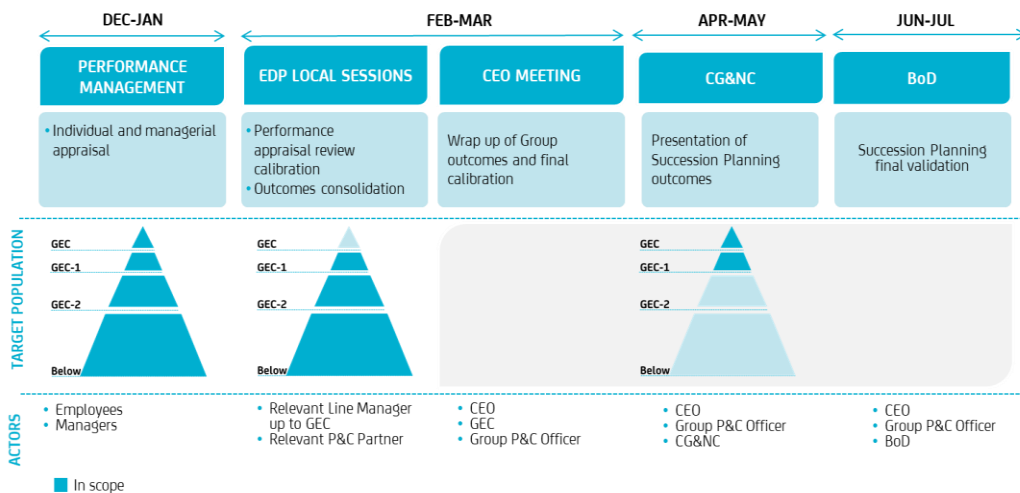 DEC-JAN
FEB-MAR
APR-MAY
JUN-JUL
PERFORMANCE
MANAGEMENT
EDP LOCAL SESSIONS
CEO MEETING
CG&NC
BoD
• Individual and managerial
appraisal
• Performance
appraisal review
calibration
• Outcomes consolidation
Wrap up of Group
outcomes and final
calibration
Presentation of
Succession Planning
outcomes
Succession Planning
final validation
TARGET POPULATION
GEC
GEC-1
GEC-2
Below
GEC
GEC-1
GEC-2
Below
GEC
GEC-1
GEC-2
Below
ACTORS
• Employees
• Managers
• Relevant Line Manager
up to GEC
• Relevant P&C Partner
• CEO
• GEC
• Group P&C Officer
• CEO
• Group P&C Officer
• CG&NC
• CEO
• Group P&C Officer
• BoD
In scope